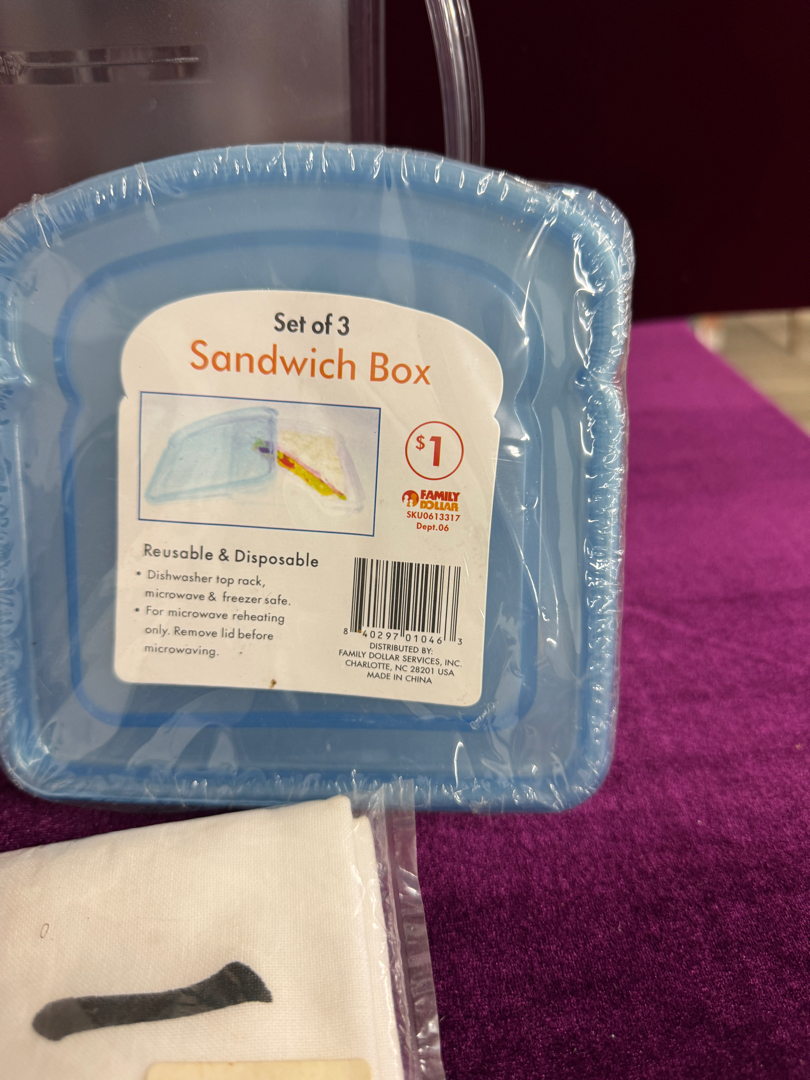 Set of 3
Sandwich Box
$1
FAMILY
DOLLAR
SKU0613317
Dept.06
Reusable & Disposable
• Dishwasher top rack,
microwave & freezer safe.
• For microwave reheating
only. Remove lid before
microwaving.
8 40297 01046 3
DISTRIBUTED BY:
FAMILY DOLLAR SERVICES, INC.
CHARLOTTE, NC 28201 USA
MADE IN CHINA
一